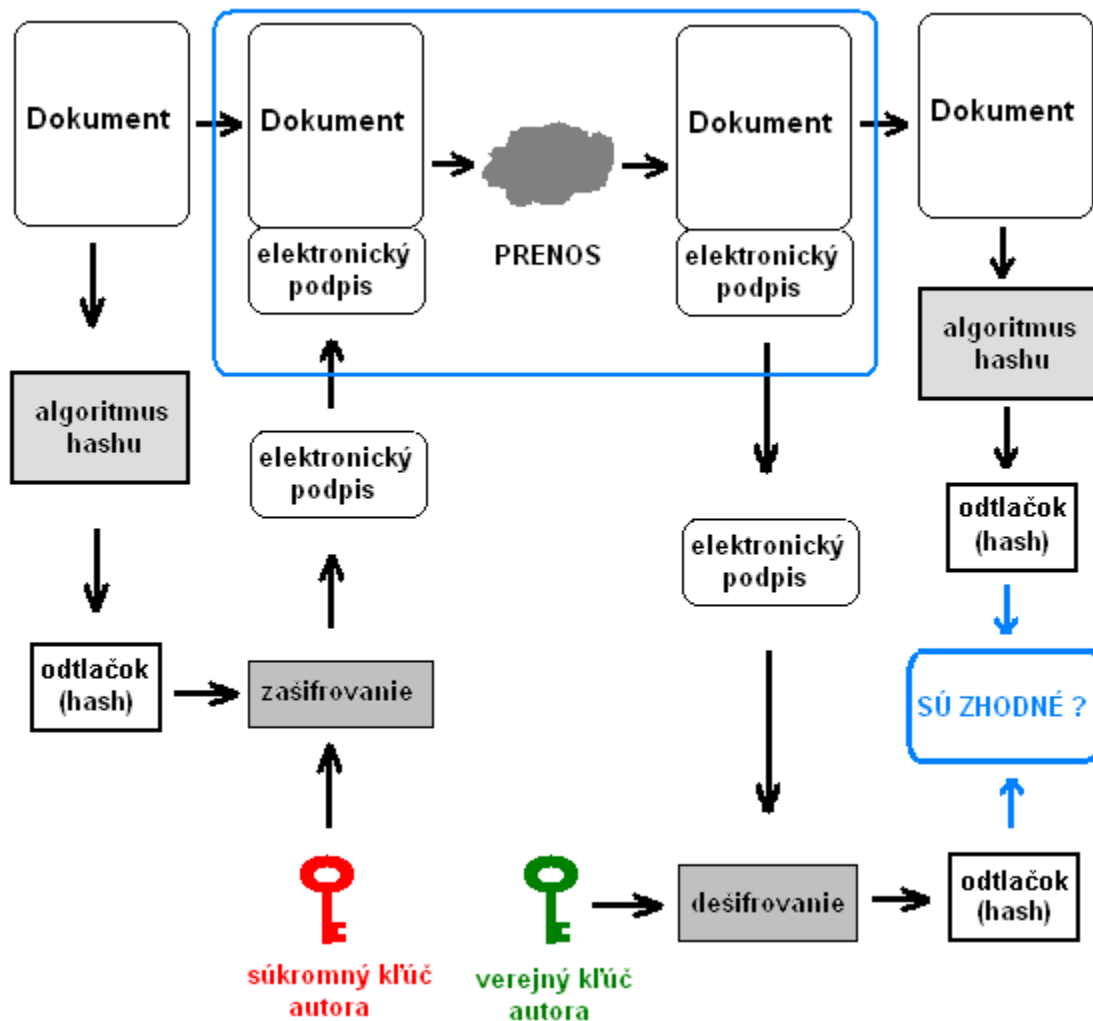 Dokument
Dokument
Dokument
Dokument
elektronický
podpis
PRENOS
elektronický
podpis
algoritmus
hashu
algoritmus
hashu
elektronický
podpis
odtlačok
(hash)
elektronický
podpis
odtlačok
(hash)
zašifrovanie
SÚ ZHODNÉ ?
dešifrovanie
odtlačok
(hash)
súkromný kľúč
autora
verejný kľúč
autora